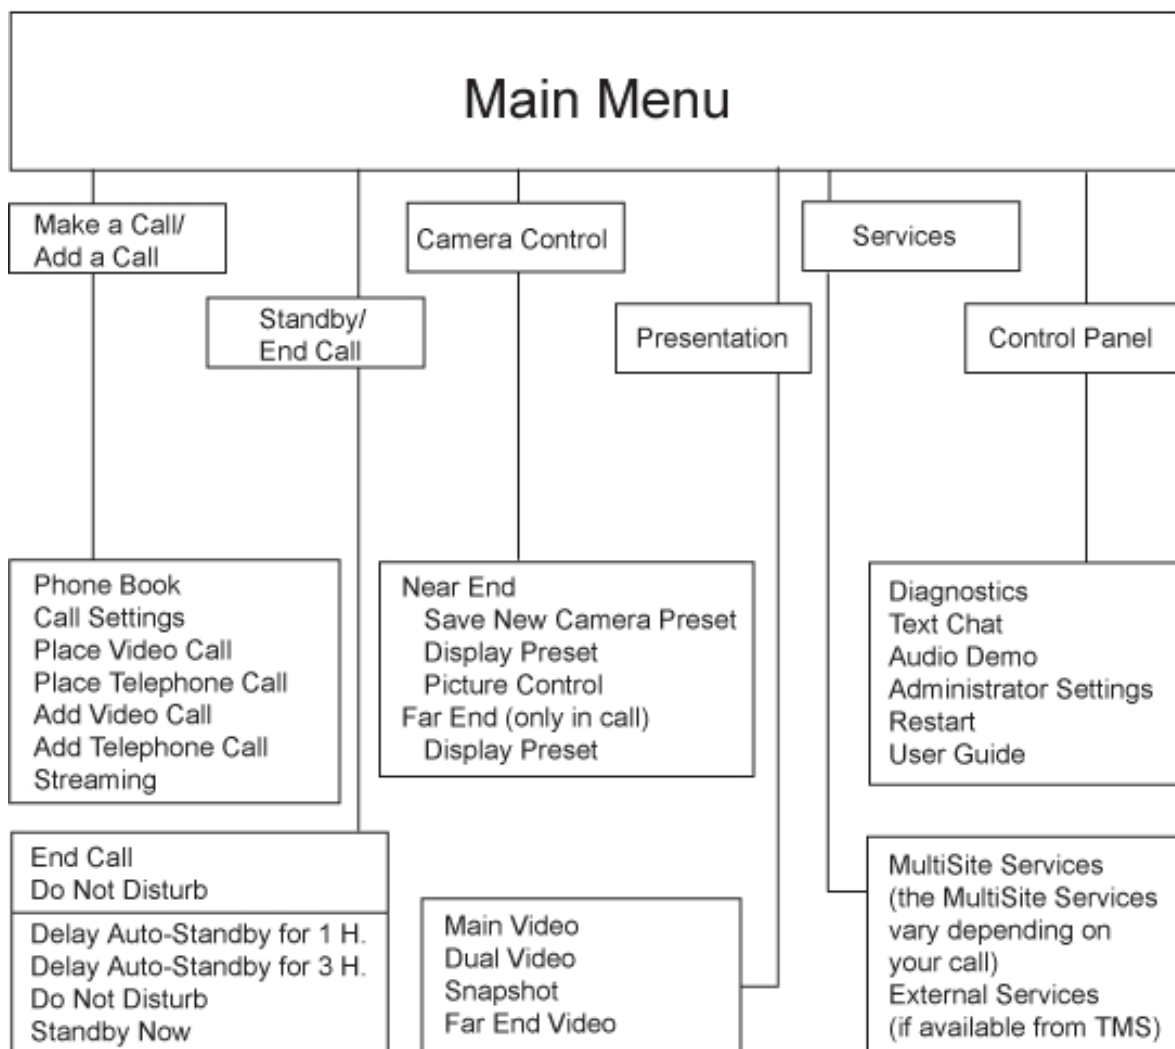 Main Menu
Make a Call/
Add a Call
Standby/
End Call
Camera Control
Presentation
Services
Control Panel
Phone Book
Call Settings
Place Video Call
Place Telephone Call
Add Video Call
Add Telephone Call
Streaming
End Call
Do Not Disturb
Delay Auto-Standby for 1 H.
Delay Auto-Standby for 3 H.
Do Not Disturb
Standby Now
Near End
Save New Camera Preset
Display Preset
Picture Control
Far End (only in call)
Display Preset
Main Video
Dual Video
Snapshot
Far End Video
Diagnostics
Text Chat
Audio Demo
Administrator Settings
Restart
User Guide
MultiSite Services
(the MultiSite Services
vary depending on
your call)
External Services
(if available from TMS)